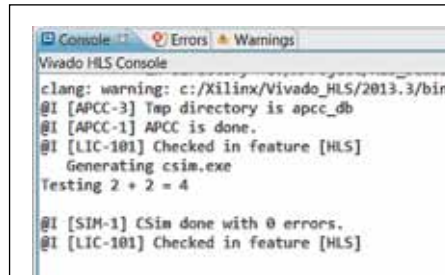 Console Errors Warnings
Vivado HLS Console
clang: warning: c:/Xilinx/Vivado_HLS/2013.3/bin
@I [APCC-3] Tmp directory is apcc_db
@I [APCC-1] APCC is done.
@I [LIC-101] Checked in feature [HLS]
Generating csim.exe
Testing 2 + 2 = 4
@I [SIM-1] CSim done with 0 errors.
@I [LIC-101] Checked in feature [HLS]